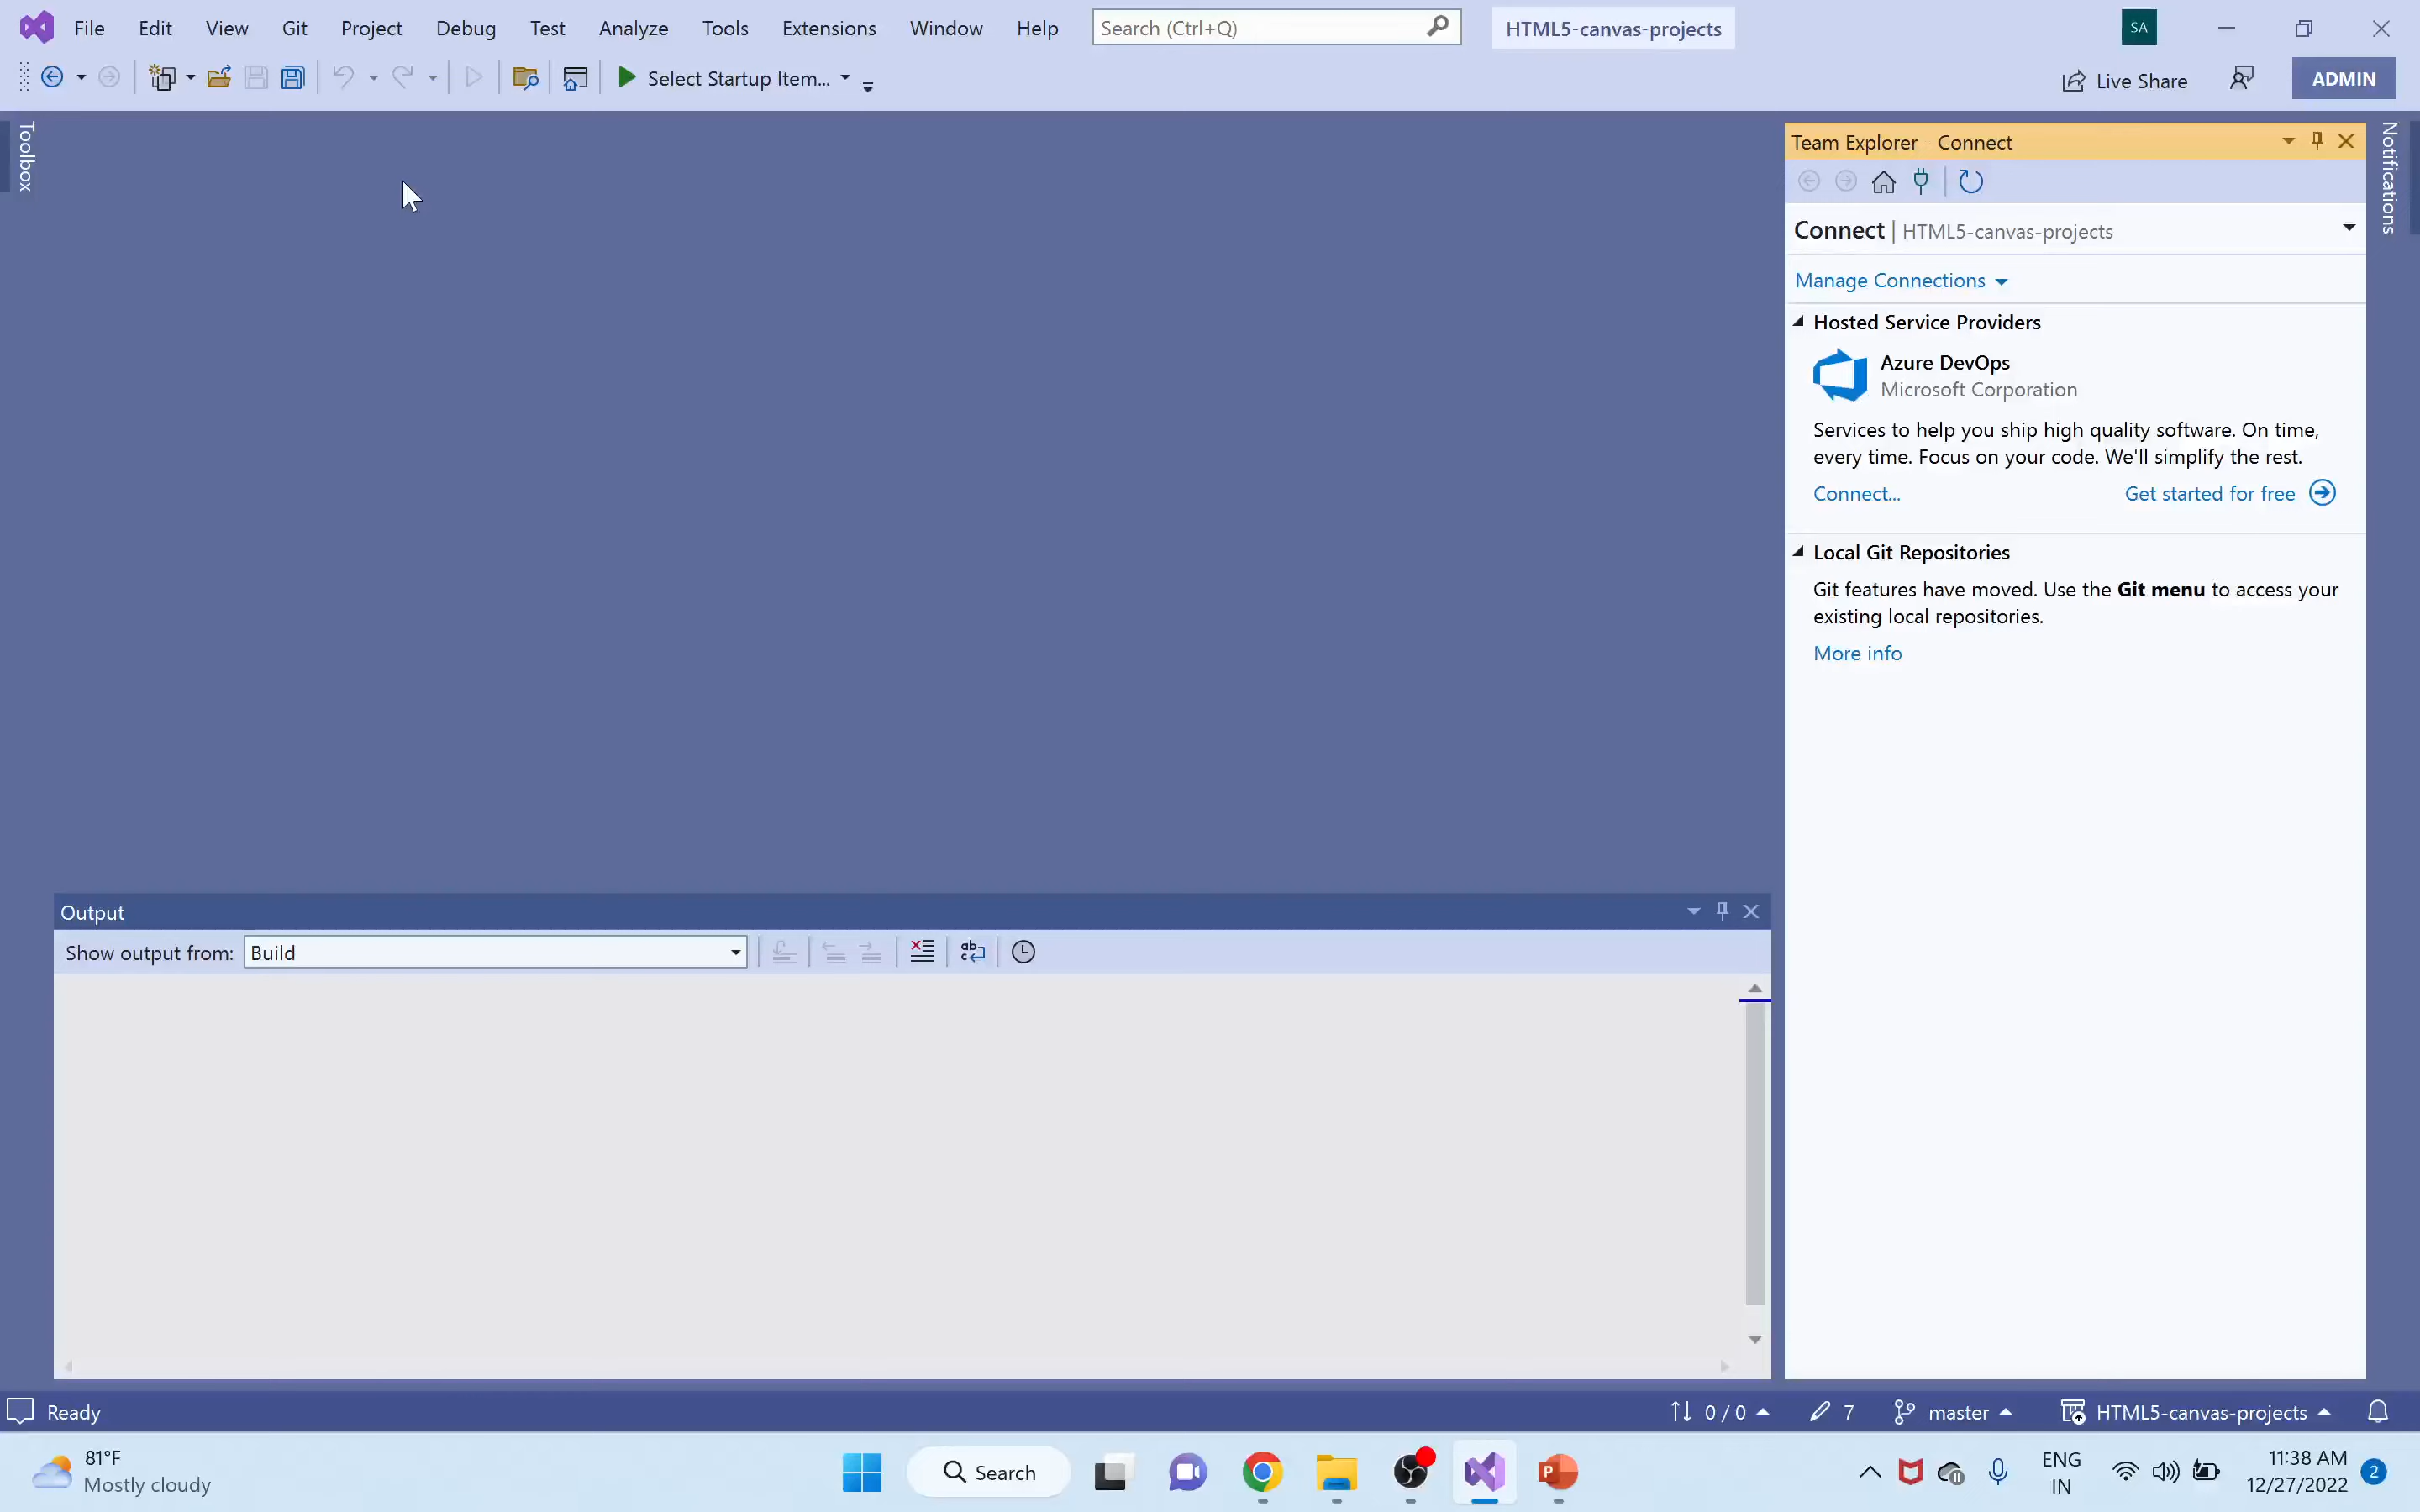 File Edit View Git Project Debug Test Analyze Tools Extensions Window Help Search (Ctrl+Q) HTML5-canvas-projects SA
Select Startup Item... Live Share ADMIN
Toolbox
Team Explorer - Connect
Notifications
Connect | HTML5-canvas-projects
Manage Connections
Hosted Service Providers
Azure DevOps
Microsoft Corporation
Services to help you ship high quality software. On time,
every time. Focus on your code. We'll simplify the rest.
Connect... Get started for free
Local Git Repositories
Git features have moved. Use the Git menu to access your
existing local repositories.
More info
Output
Show output from: Build
Ready 0 / 0 7 master HTML5-canvas-projects
81°F
Mostly cloudy
Search
ENG
IN
11:38 AM
12/27/2022
2